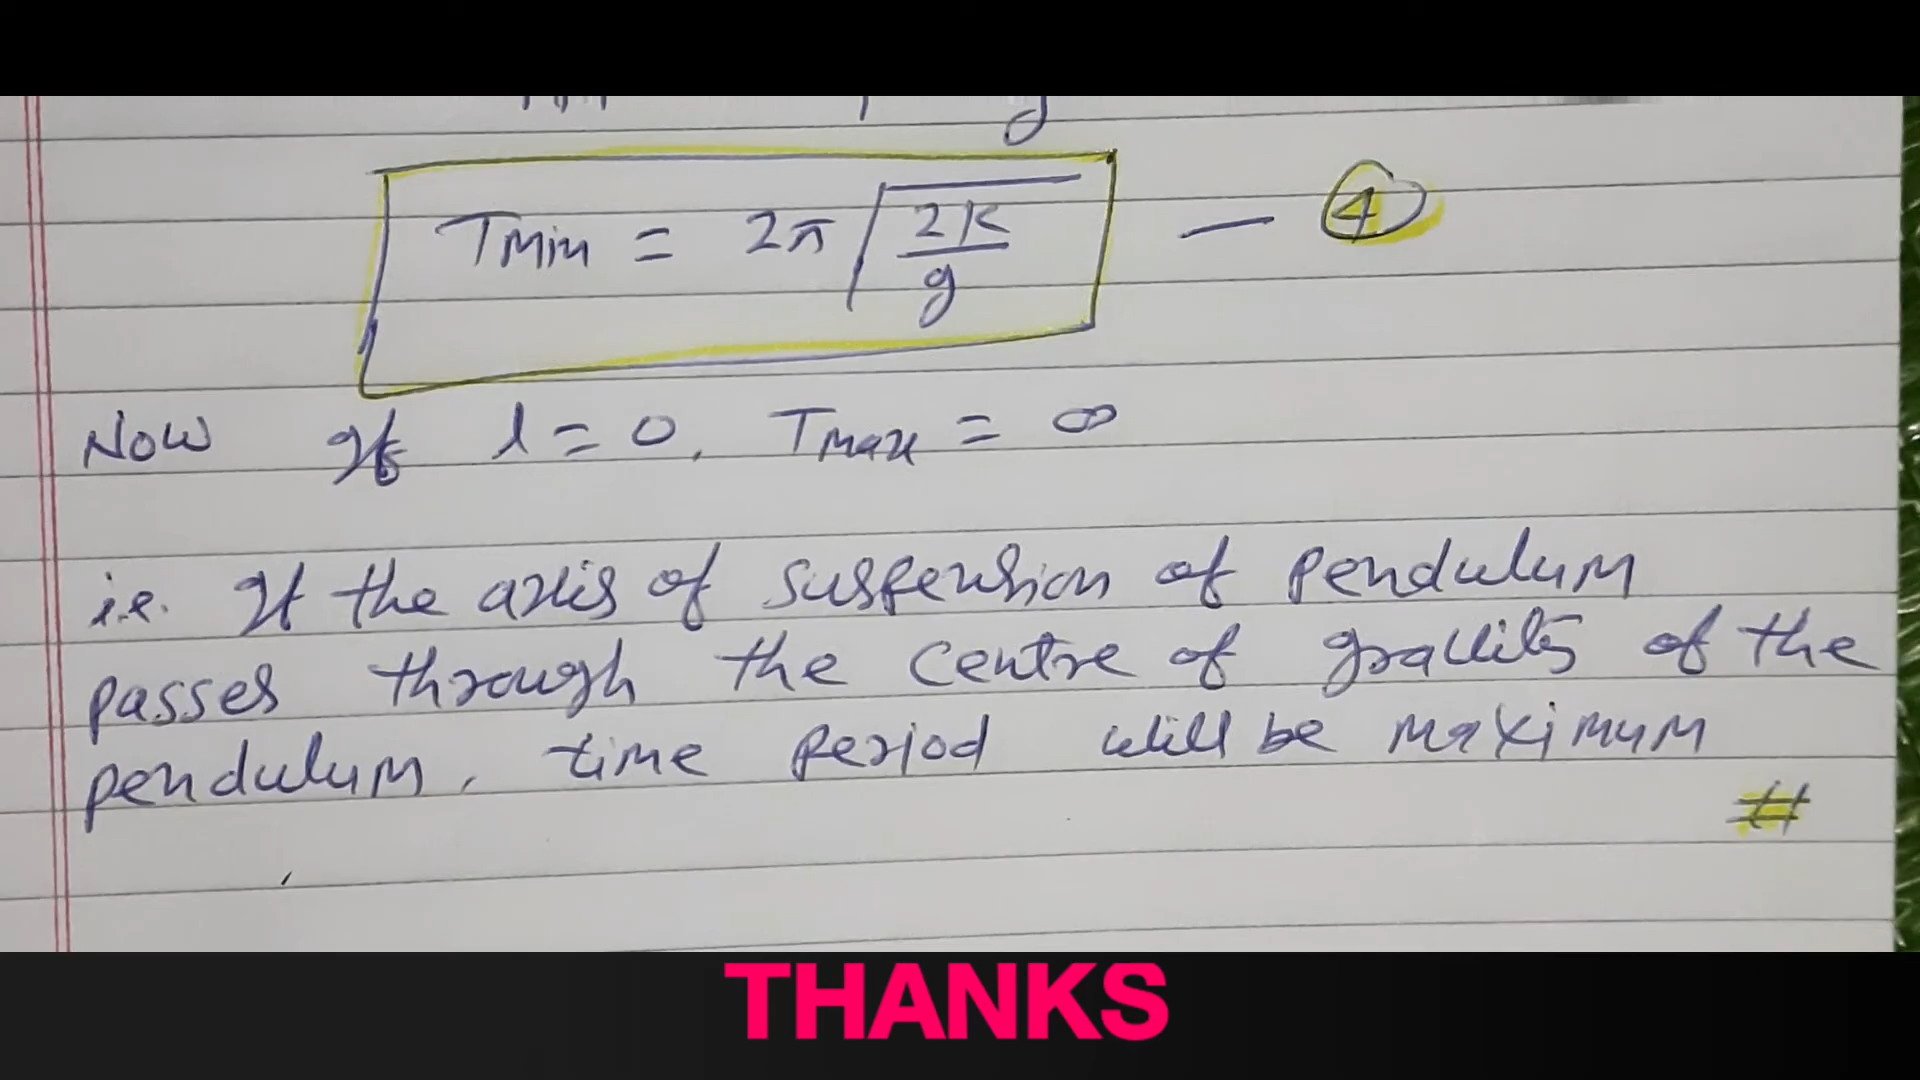 Tmin = 2π √(2K/g) — ④
Now If l = 0, Tmax = ∞
i.e. If the axis of suspension of pendulum
passes through the centre of gravity of the
pendulum, time period will be maximum
#
THANKS